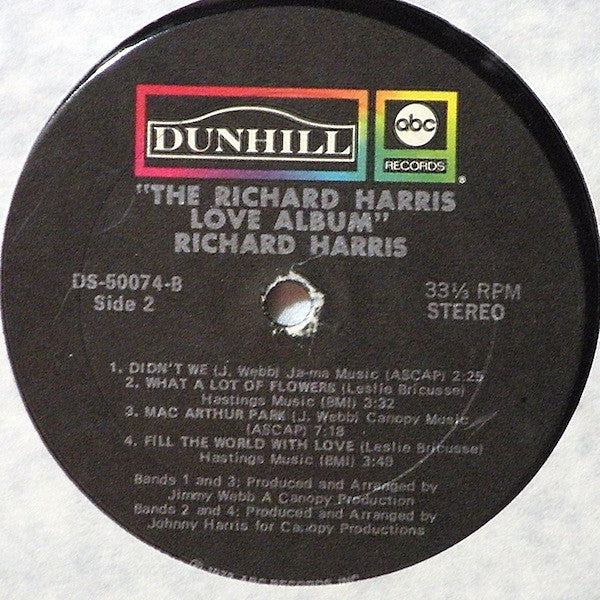 DUNHILL
abc
RECORDS
®
"THE RICHARD HARRIS
LOVE ALBUM"
RICHARD HARRIS
DS-50074-B
Side 2
33⅓ RPM
STEREO
1. DIDN'T WE (J. Webb) Ja-ma Music (ASCAP) 2:25
2. WHAT A LOT OF FLOWERS (Leslie Bricusse)
Hastings Music (BMI) 3:32
3. MAC ARTHUR PARK (J. Webb) Canopy Music
(ASCAP) 7:18
4. FILL THE WORLD WITH LOVE (Leslie Bricusse)
Hastings Music (BMI) 3:49
Bands 1 and 3: Produced and Arranged by
Jimmy Webb A Canopy Production
Bands 2 and 4: Produced and Arranged by
Johnny Harris for Canopy Productions
ABC RECORDS INC